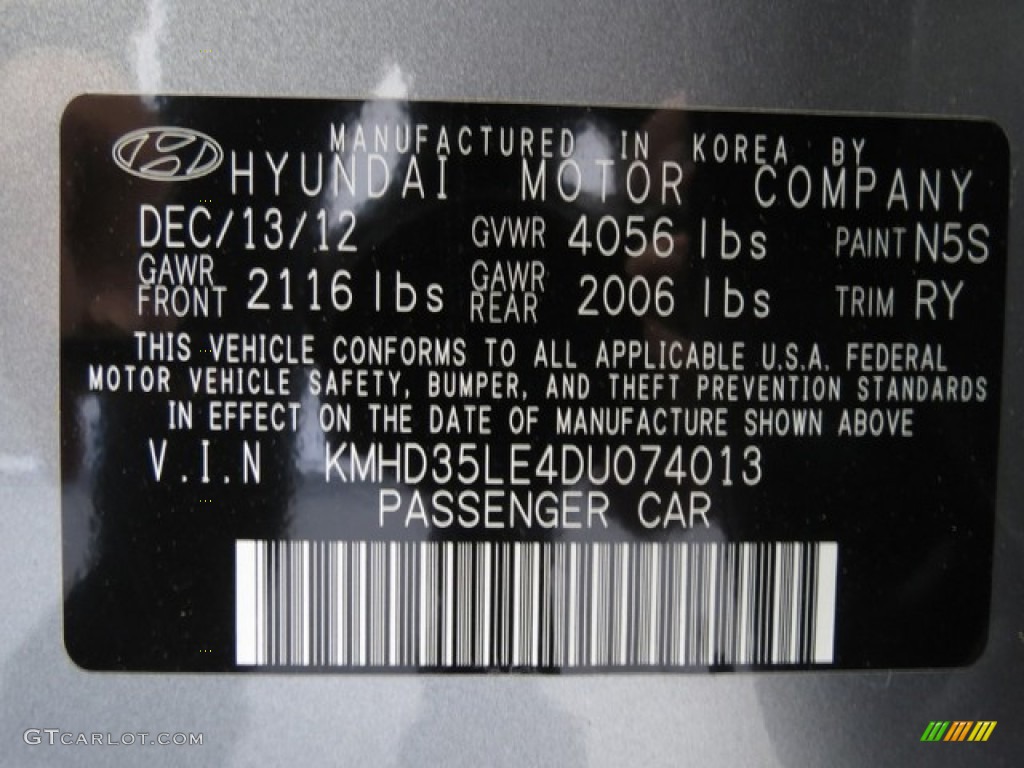 MANUFACTURED IN KOREA BY
HYUNDAI MOTOR COMPANY
DEC/13/12 GVWR 4056 lbs PAINT N5S
GAWR FRONT 2116 lbs GAWR REAR 2006 lbs TRIM RY
THIS VEHICLE CONFORMS TO ALL APPLICABLE U.S.A. FEDERAL
MOTOR VEHICLE SAFETY, BUMPER, AND THEFT PREVENTION STANDARDS
IN EFFECT ON THE DATE OF MANUFACTURE SHOWN ABOVE
V.I.N KMHD35LE4DU074013
PASSENGER CAR
GTCARLOT.COM